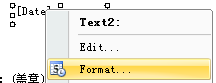 [Date]
Text2:
Edit...
Format...
: (盖章)